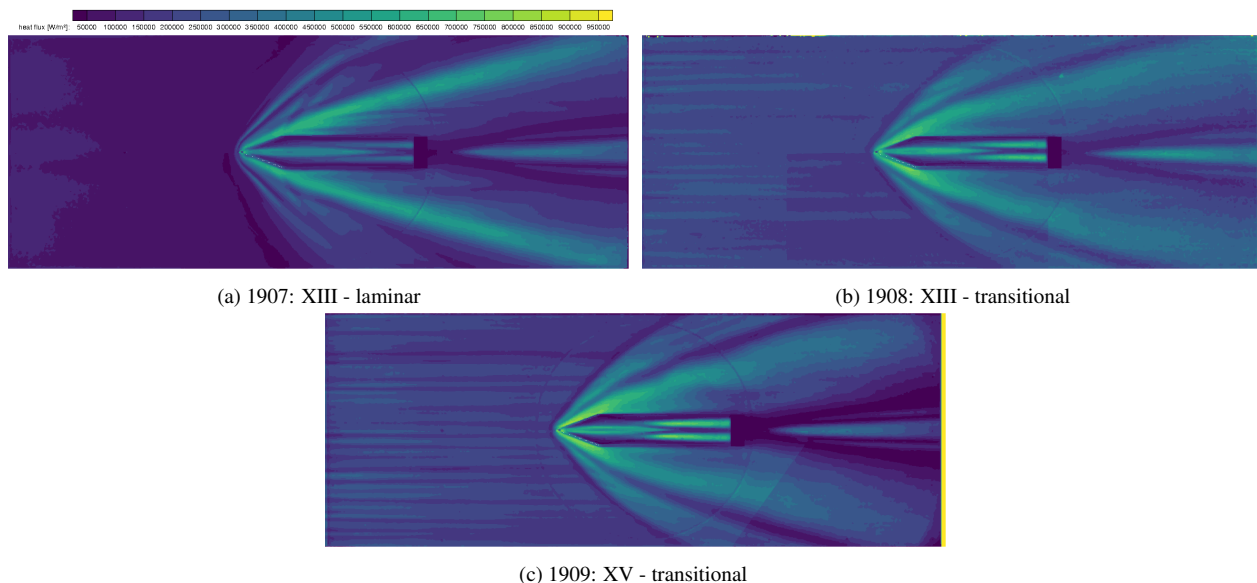 heat flux [W/m²]: 50000 100000 150000 200000 250000 300000 350000 400000 450000 500000 550000 600000 650000 700000 750000 800000 850000 900000 950000
(a) 1907: XIII - laminar
(b) 1908: XIII - transitional
(c) 1909: XV - transitional